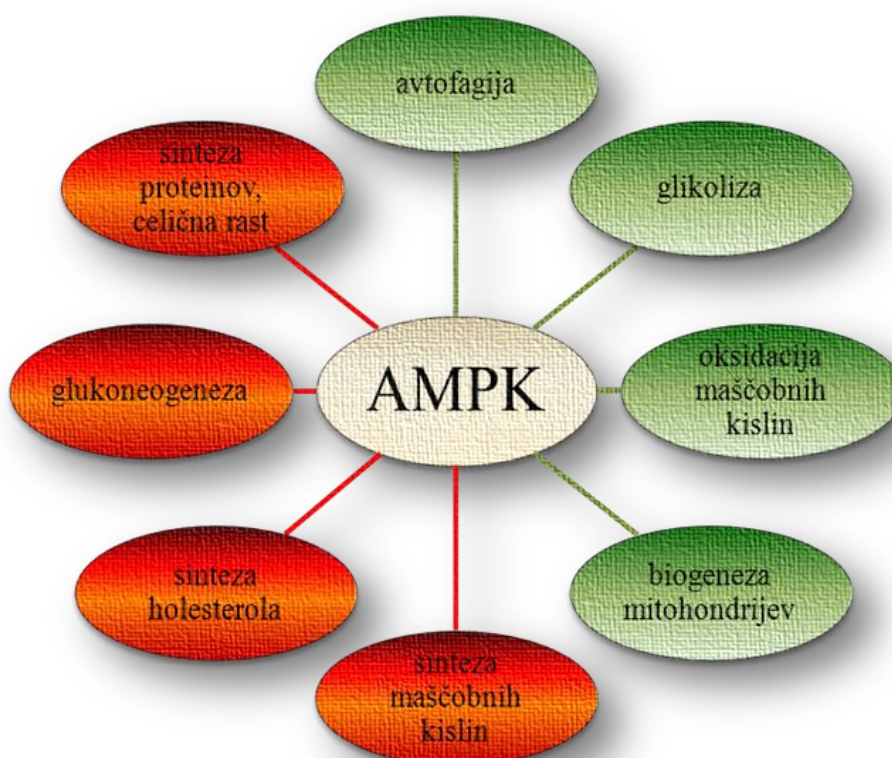 avtofagija
sinteza
proteinov,
celična rast
glikoliza
glukoneogeneza
AMPK
oksidacija
maščobnih
kislin
sinteza
holesterola
biogeneza
mitohondrijev
sinteza
maščobnih
kislin